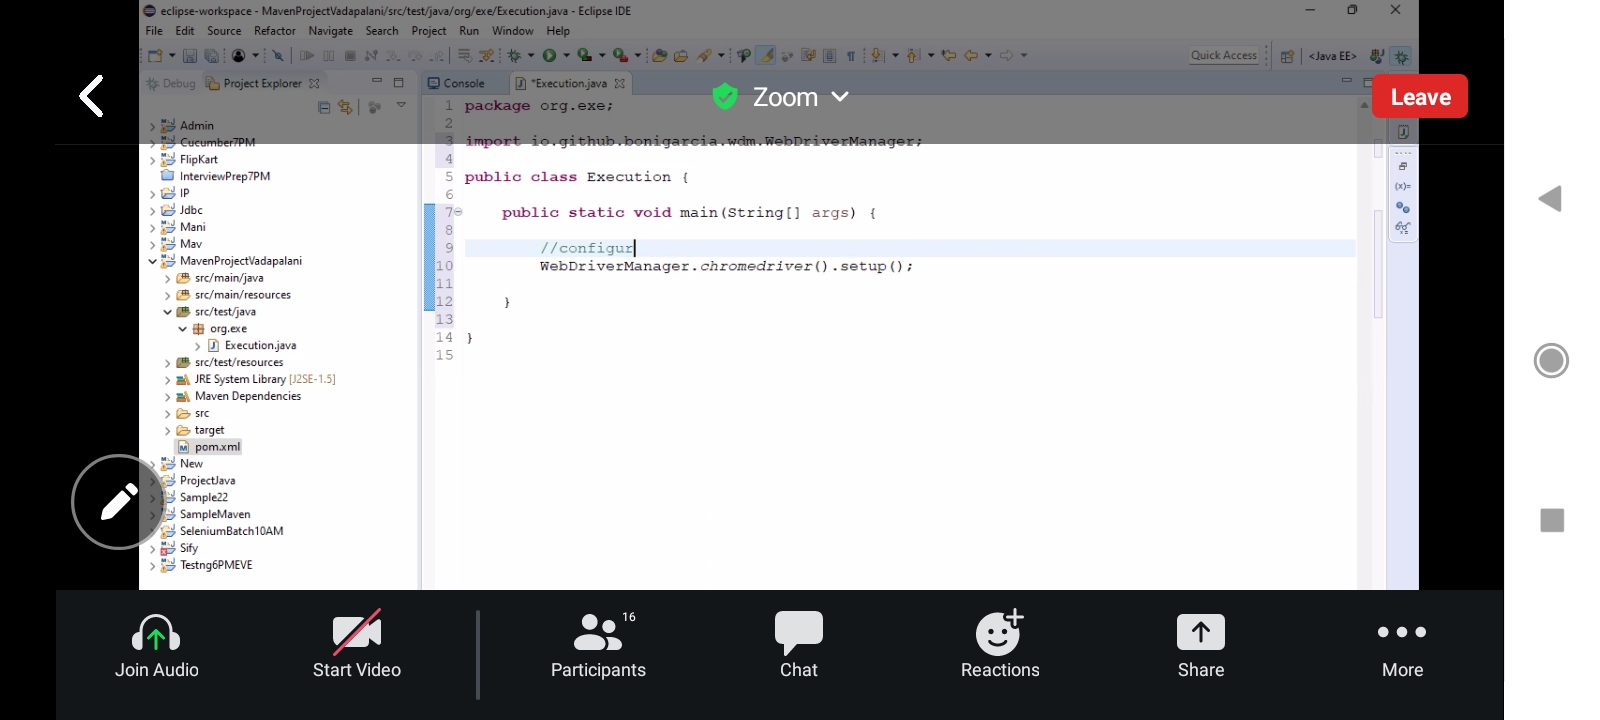 eclipse-workspace - MavenProjectVadapalani/src/test/java/org/exe/Execution.java - Eclipse IDE
File Edit Source Refactor Navigate Search Project Run Window Help
Quick Access <Java EE>
Debug Project Explorer
Console *Execution.java
Zoom
Leave
Admin
Cucumber7PM
FlipKart
InterviewPrep7PM
IP
Jdbc
Mani
Mav
MavenProjectVadapalani
src/main/java
src/main/resources
src/test/java
org.exe
Execution.java
src/test/resources
JRE System Library [J2SE-1.5]
Maven Dependencies
src
target
pom.xml
New
ProjectJava
Sample22
SampleMaven
SeleniumBatch10AM
Sify
Testng6PMEVE
1 package org.exe;
2
3 import io.github.bonigarcia.wdm.WebDriverManager;
4
5 public class Execution {
6
7 public static void main(String[] args) {
8
9 //configur
10 WebDriverManager.chromedriver().setup();
11
12 }
13
14 }
15
(x)=
Join Audio
Start Video
16
Participants
Chat
Reactions
Share
More